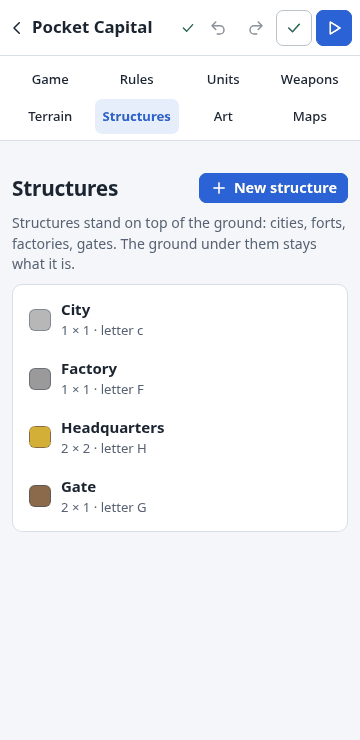 Pocket Capital
Game Rules Units Weapons
Terrain Structures Art Maps
Structures
New structure
Structures stand on top of the ground: cities, forts,
factories, gates. The ground under them stays
what it is.
City
1 × 1 · letter c
Factory
1 × 1 · letter F
Headquarters
2 × 2 · letter H
Gate
2 × 1 · letter G